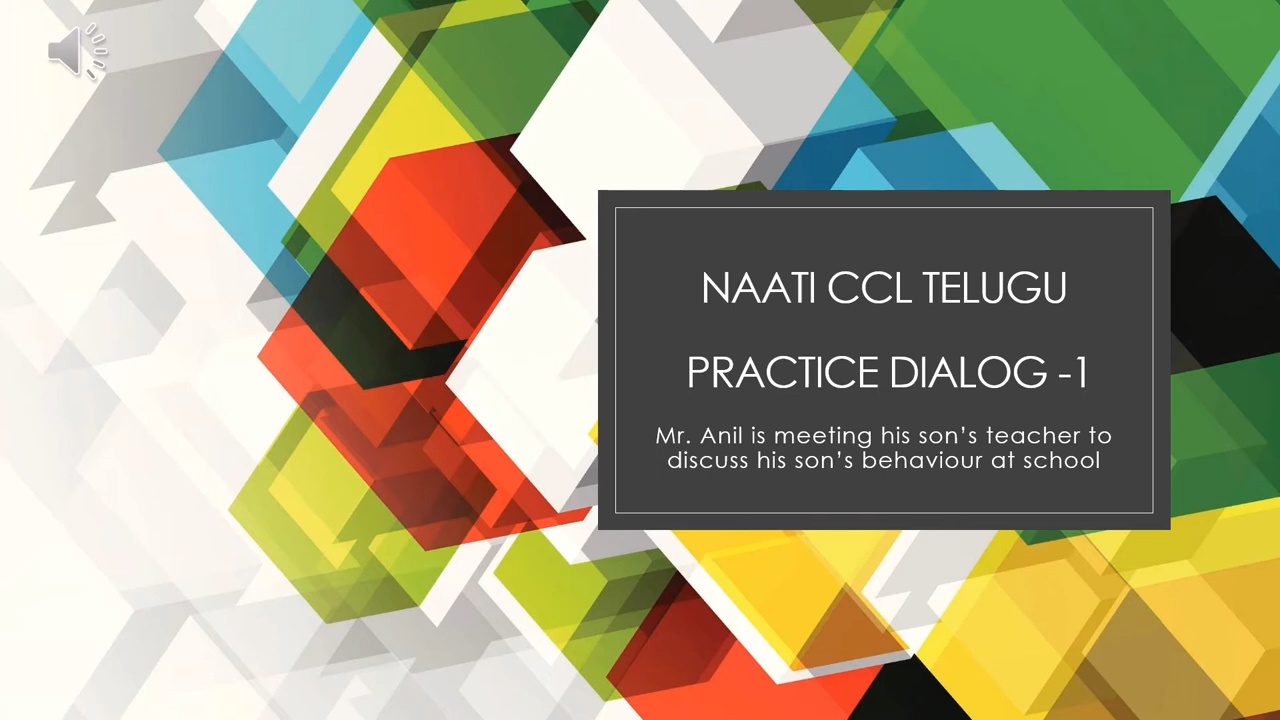 NAATI CCL TELUGU
PRACTICE DIALOG -1
Mr. Anil is meeting his son’s teacher to
discuss his son’s behaviour at school